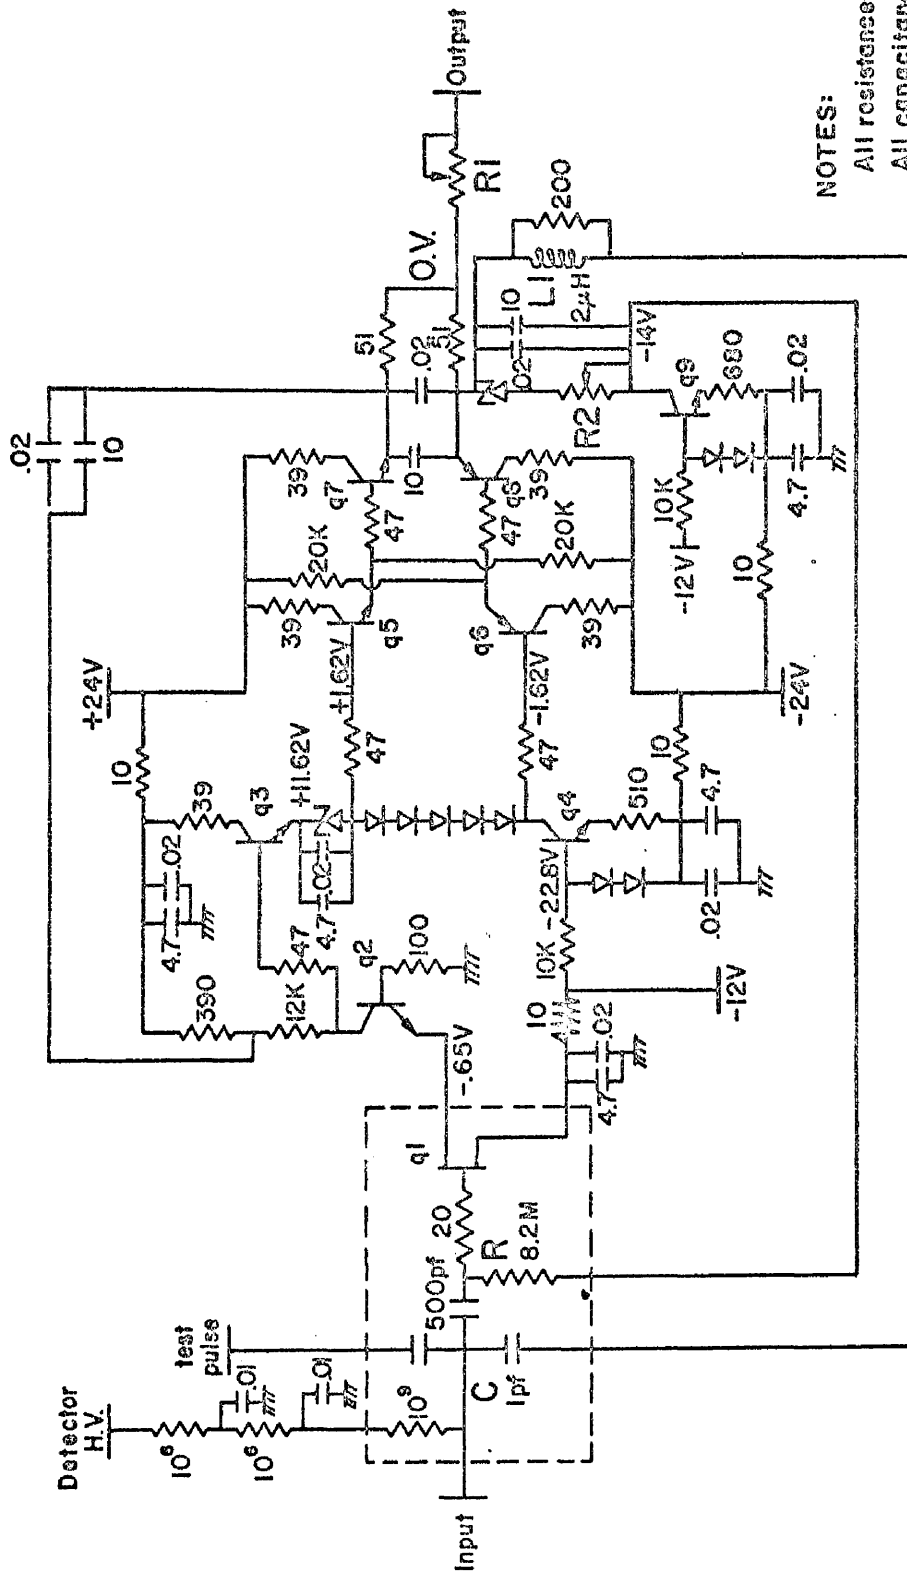 Detector
H.V.
10⁶
.01
10⁶
.01
10⁹
test
pulse
Input
C
1pf
500pf
R
8.2M
20
q1
-.65V
4.7
.02
10
-12V
10K
-22.8V
390
12K
47
q2
100
4.7
.02
39
q3
10
+24V
+11.62V
4.7
.02
47
+1.62V
q4
510
.02
4.7
10
-24V
47
-1.62V
39
q5
20K
q6
39
47
20K
47
39
q7
10
q8
39
.02
10
51
.02
51
O.V.
R1
Output
.02
10
L1
2μH
200
R2
-14V
q9
680
-12V
10K
10
4.7
.02
NOTES:
All resistance
All